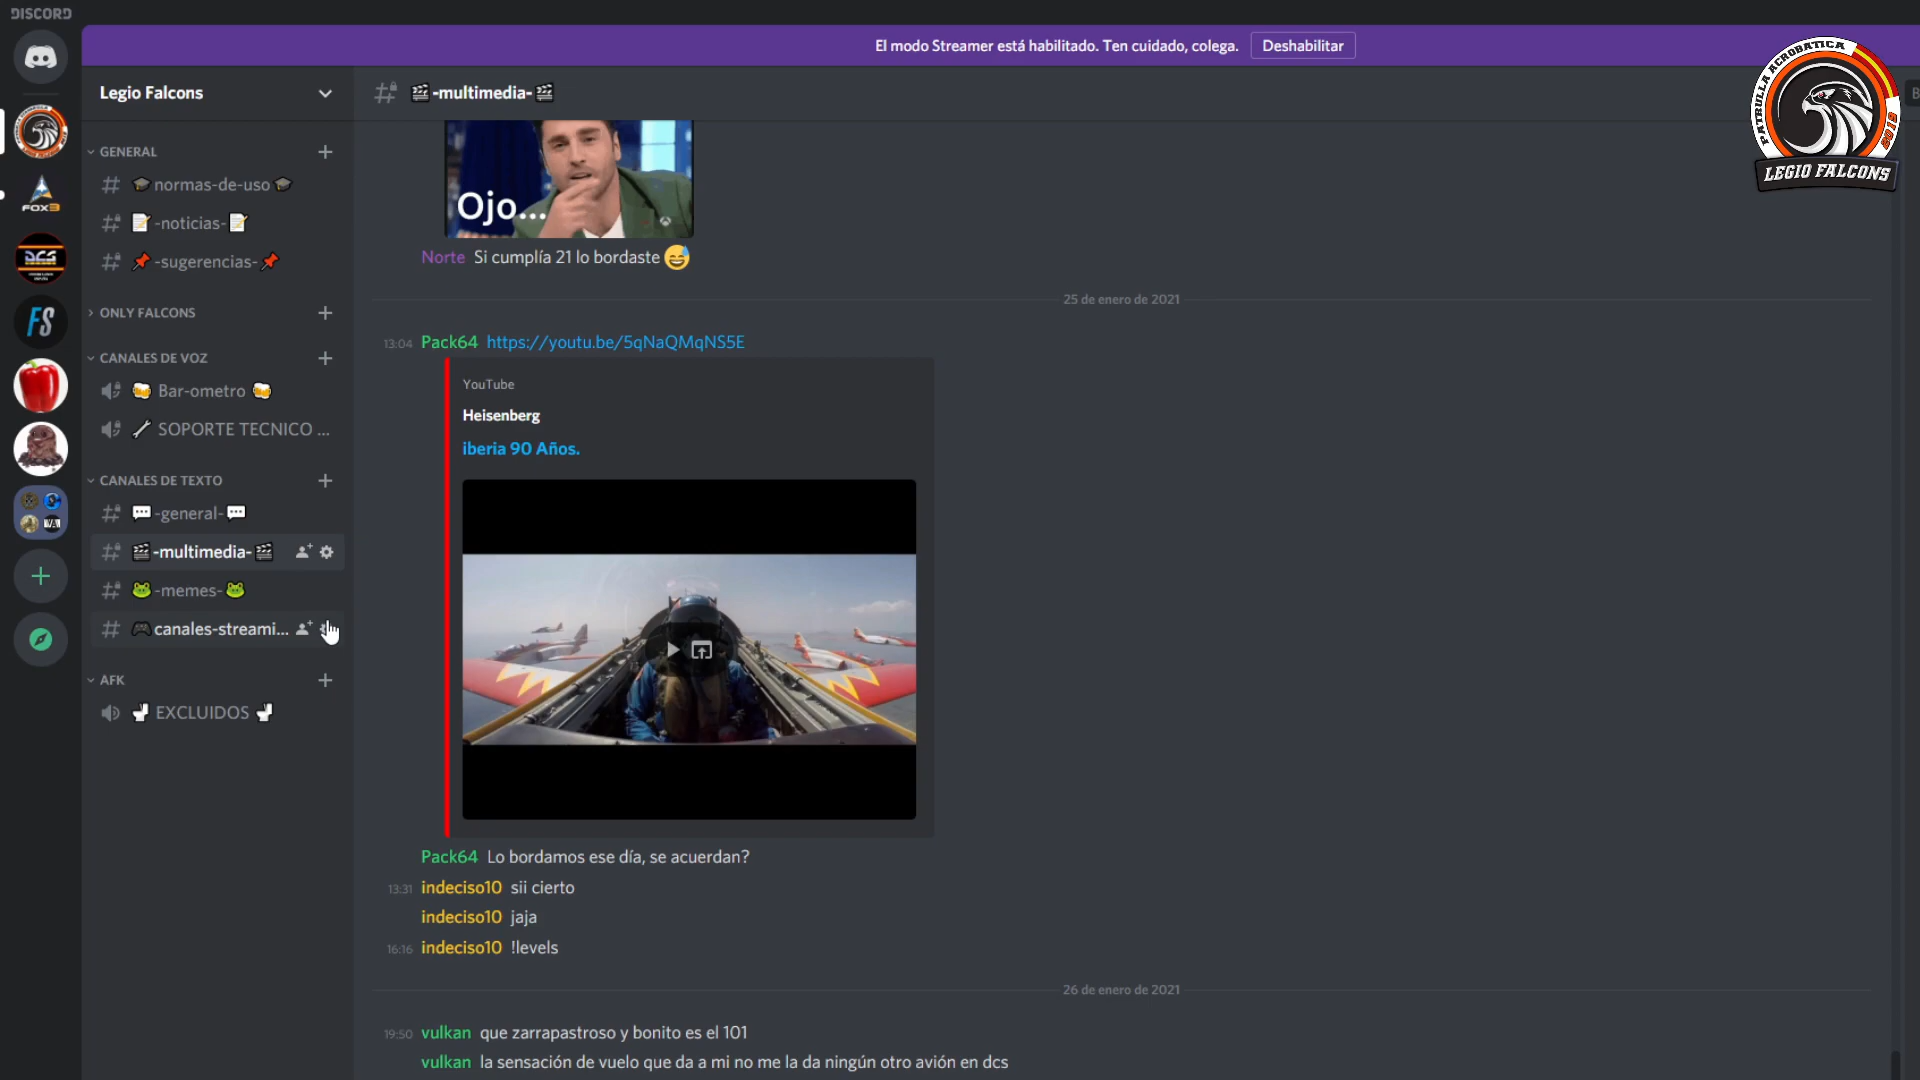 DISCORD
El modo Streamer está habilitado. Ten cuidado, colega.
Deshabilitar
PATRULLA ACROBATICA
LEGIO FALCONS
Legio Falcons
-multimedia-
GENERAL
normas-de-uso
-noticias-
-sugerencias-
ONLY FALCONS
CANALES DE VOZ
Bar-ometro
SOPORTE TECNICO ...
CANALES DE TEXTO
-general-
-multimedia-
-memes-
canales-streami...
AFK
EXCLUIDOS
FOX3
DCS
FS
Ojo...
Norte Si cumplía 21 lo bordaste
25 de enero de 2021
13:04 Pack64 https://youtu.be/5qNaQMqNS5E
YouTube
Heisenberg
iberia 90 Años.
Pack64 Lo bordamos ese día, se acuerdan?
13:31 indeciso10 sii cierto
indeciso10 jaja
16:16 indeciso10 !levels
26 de enero de 2021
19:50 vulkan que zarrapastroso y bonito es el 101
vulkan la sensación de vuelo que da a mi no me la da ningún otro avión en dcs